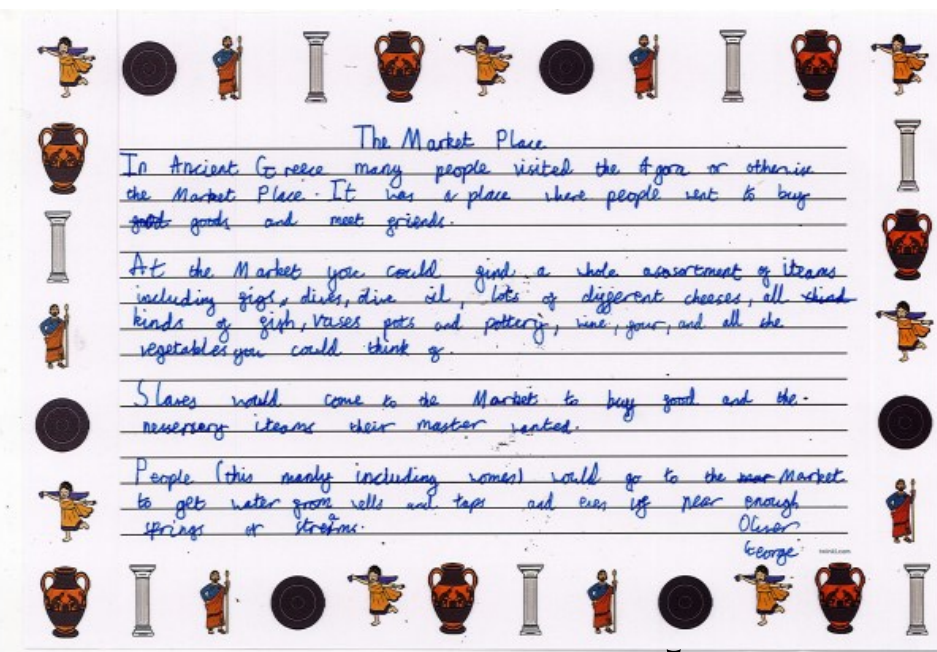 The Market Place
In Ancient Greece many people visited the Agora or otherwise
the Market Place. It was a place where people went to buy
goods and meet friends.
At the Market you could find a whole assortment of iteams
including figs, olives, olive oil, lots of different cheeses, all
kinds of fish, vases pots and pottery, wine, flour, and all the
vegetables you could think of.
Slaves would come to the Market to buy food and the
nessersary iteams their master wanted.
People (this manly including women) would go to the Market
to get water from wells and taps and even if near enough
springs or streams.
Oliver
George
twinkl.com